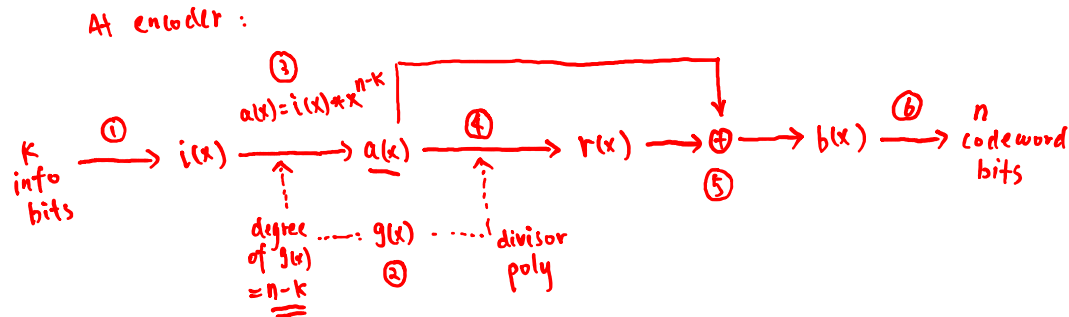 At encoder :
③
a(x)=i(x)*x^{n-k}
①
④
⑥
k
info
bits
i(x)
a(x)
r(x)
⊕
⑤
b(x)
n
codeword
bits
degree
of g(x)
=n-k
g(x)
②
divisor
poly